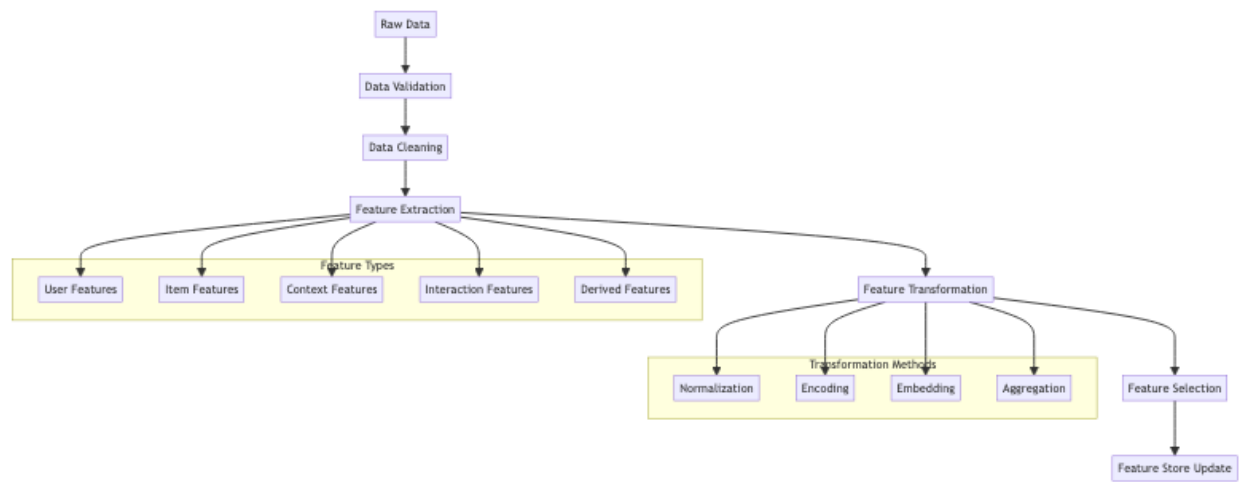 Raw Data
Data Validation
Data Cleaning
Feature Extraction
Feature Types
User Features
Item Features
Context Features
Interaction Features
Derived Features
Feature Transformation
Transformation Methods
Normalization
Encoding
Embedding
Aggregation
Feature Selection
Feature Store Update